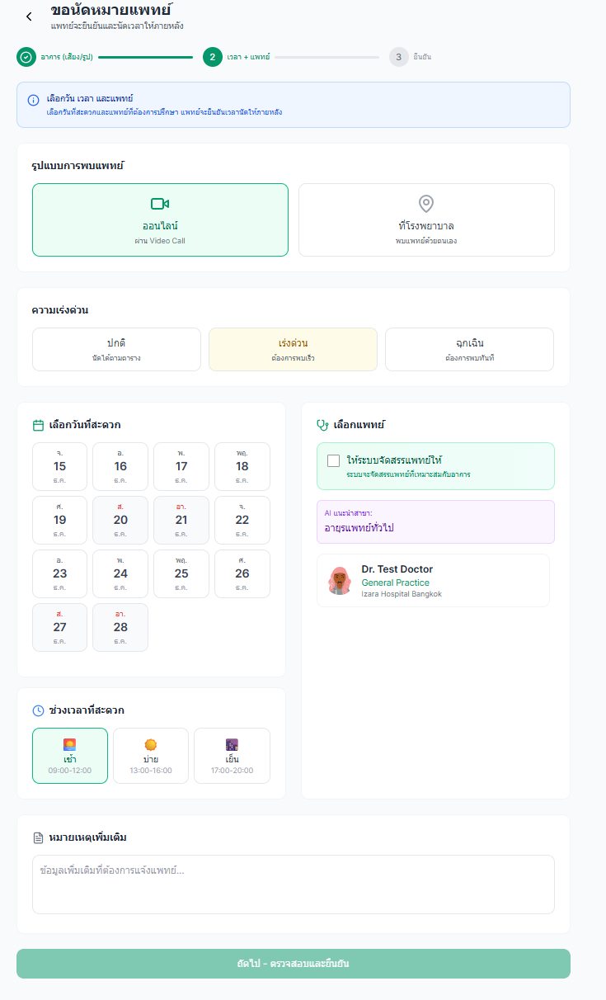 ขอนัดหมายแพทย์
แพทย์จะยืนยันและนัดเวลาให้ภายหลัง
อาการ (เสียง/รูป)
2 เวลา + แพทย์
3 ยืนยัน
เลือกวัน เวลา และแพทย์
เลือกวันที่สะดวกและแพทย์ที่ต้องการปรึกษา แพทย์จะยืนยันเวลานัดให้ภายหลัง
รูปแบบการพบแพทย์
ออนไลน์
ผ่าน Video Call
ที่โรงพยาบาล
พบแพทย์ด้วยตนเอง
ความเร่งด่วน
ปกติ
นัดได้ตามตาราง
เร่งด่วน
ต้องการพบเร็ว
ฉุกเฉิน
ต้องการพบทันที
เลือกวันที่สะดวก
จ.
15
ธ.ค.
อ.
16
ธ.ค.
พ.
17
ธ.ค.
พฤ.
18
ธ.ค.
ศ.
19
ธ.ค.
ส.
20
ธ.ค.
อา.
21
ธ.ค.
จ.
22
ธ.ค.
อ.
23
ธ.ค.
พ.
24
ธ.ค.
พฤ.
25
ธ.ค.
ศ.
26
ธ.ค.
ส.
27
ธ.ค.
อา.
28
ธ.ค.
ช่วงเวลาที่สะดวก
เช้า
09:00-12:00
บ่าย
13:00-16:00
เย็น
17:00-20:00
เลือกแพทย์
ให้ระบบจัดสรรแพทย์ให้
ระบบจะจัดสรรแพทย์ที่เหมาะสมกับอาการ
AI แนะนำสาขา:
อายุรแพทย์ทั่วไป
Dr. Test Doctor
General Practice
Izara Hospital Bangkok
หมายเหตุเพิ่มเติม
ข้อมูลเพิ่มเติมที่ต้องการแจ้งแพทย์...
ถัดไป - ตรวจสอบและยืนยัน